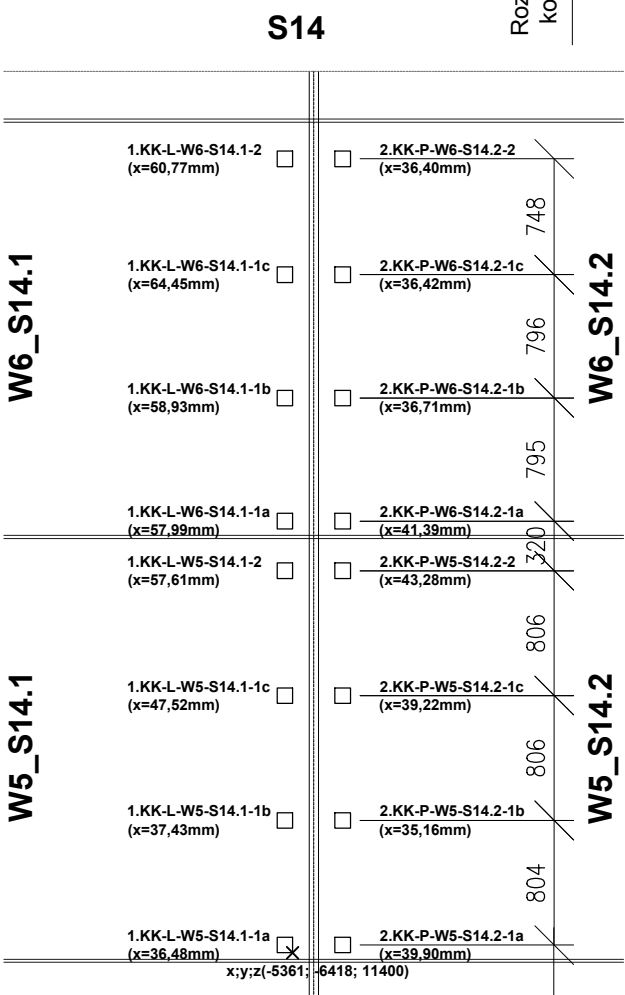 S14
Roz
ko
1.KK-L-W6-S14.1-2
(x=60,77mm)
2.KK-P-W6-S14.2-2
(x=36,40mm)
748
W6_S14.1
1.KK-L-W6-S14.1-1c
(x=64,45mm)
2.KK-P-W6-S14.2-1c
(x=36,42mm)
W6_S14.2
796
1.KK-L-W6-S14.1-1b
(x=58,93mm)
2.KK-P-W6-S14.2-1b
(x=36,71mm)
795
1.KK-L-W6-S14.1-1a
(x=57,99mm)
2.KK-P-W6-S14.2-1a
(x=41,39mm)
320
1.KK-L-W5-S14.1-2
(x=57,61mm)
2.KK-P-W5-S14.2-2
(x=43,28mm)
806
W5_S14.1
1.KK-L-W5-S14.1-1c
(x=47,52mm)
2.KK-P-W5-S14.2-1c
(x=39,22mm)
W5_S14.2
806
1.KK-L-W5-S14.1-1b
(x=37,43mm)
2.KK-P-W5-S14.2-1b
(x=35,16mm)
804
1.KK-L-W5-S14.1-1a
(x=36,48mm)
2.KK-P-W5-S14.2-1a
(x=39,90mm)
x;y;z(-5361; -6418; 11400)